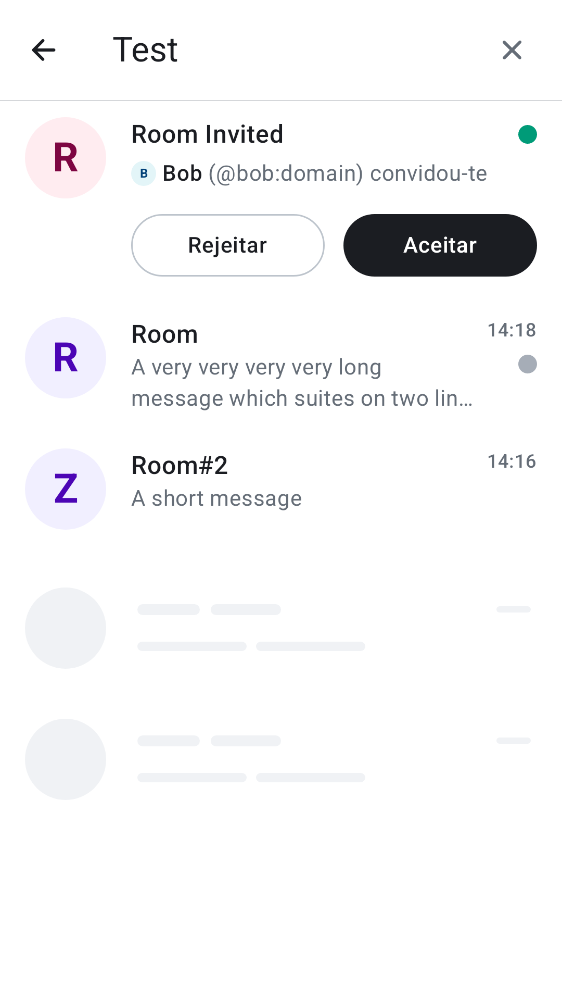 Test
R
Room Invited
B Bob (@bob:domain) convidou-te
Rejeitar
Aceitar
R
Room
14:18
A very very very very long
message which suites on two lin…
Z
Room#2
14:16
A short message